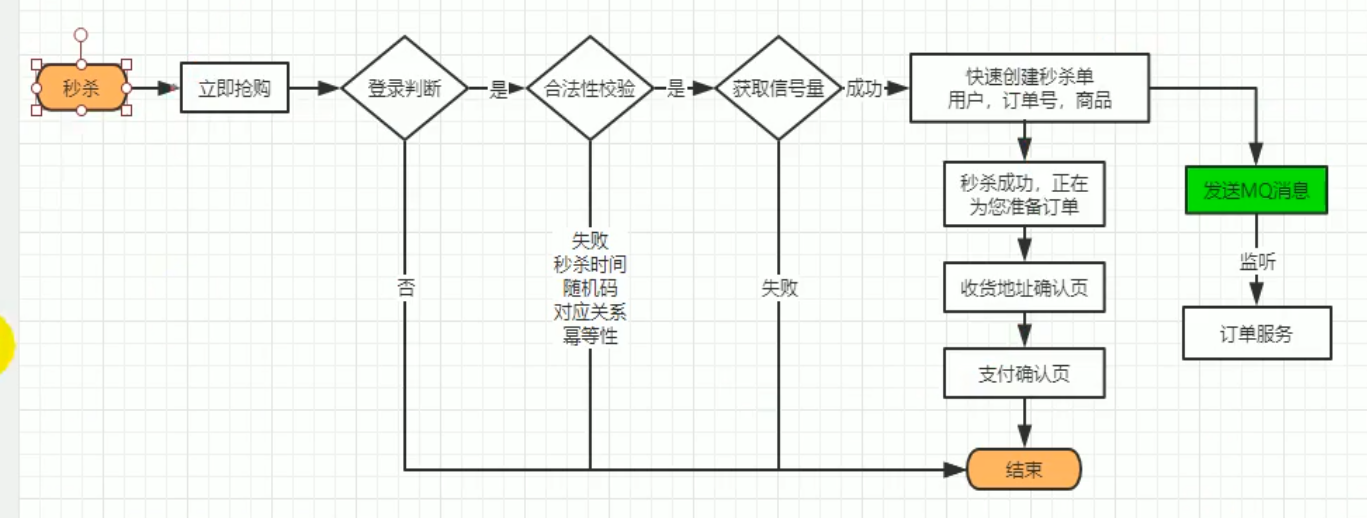 秒杀
立即抢购
登录判断
是
合法性校验
是
获取信号量
成功
快速创建秒杀单
用户，订单号，商品
秒杀成功，正在
为您准备订单
发送MQ消息
监听
订单服务
收货地址确认页
支付确认页
否
失败
秒杀时间
随机码
对应关系
幂等性
失败
结束